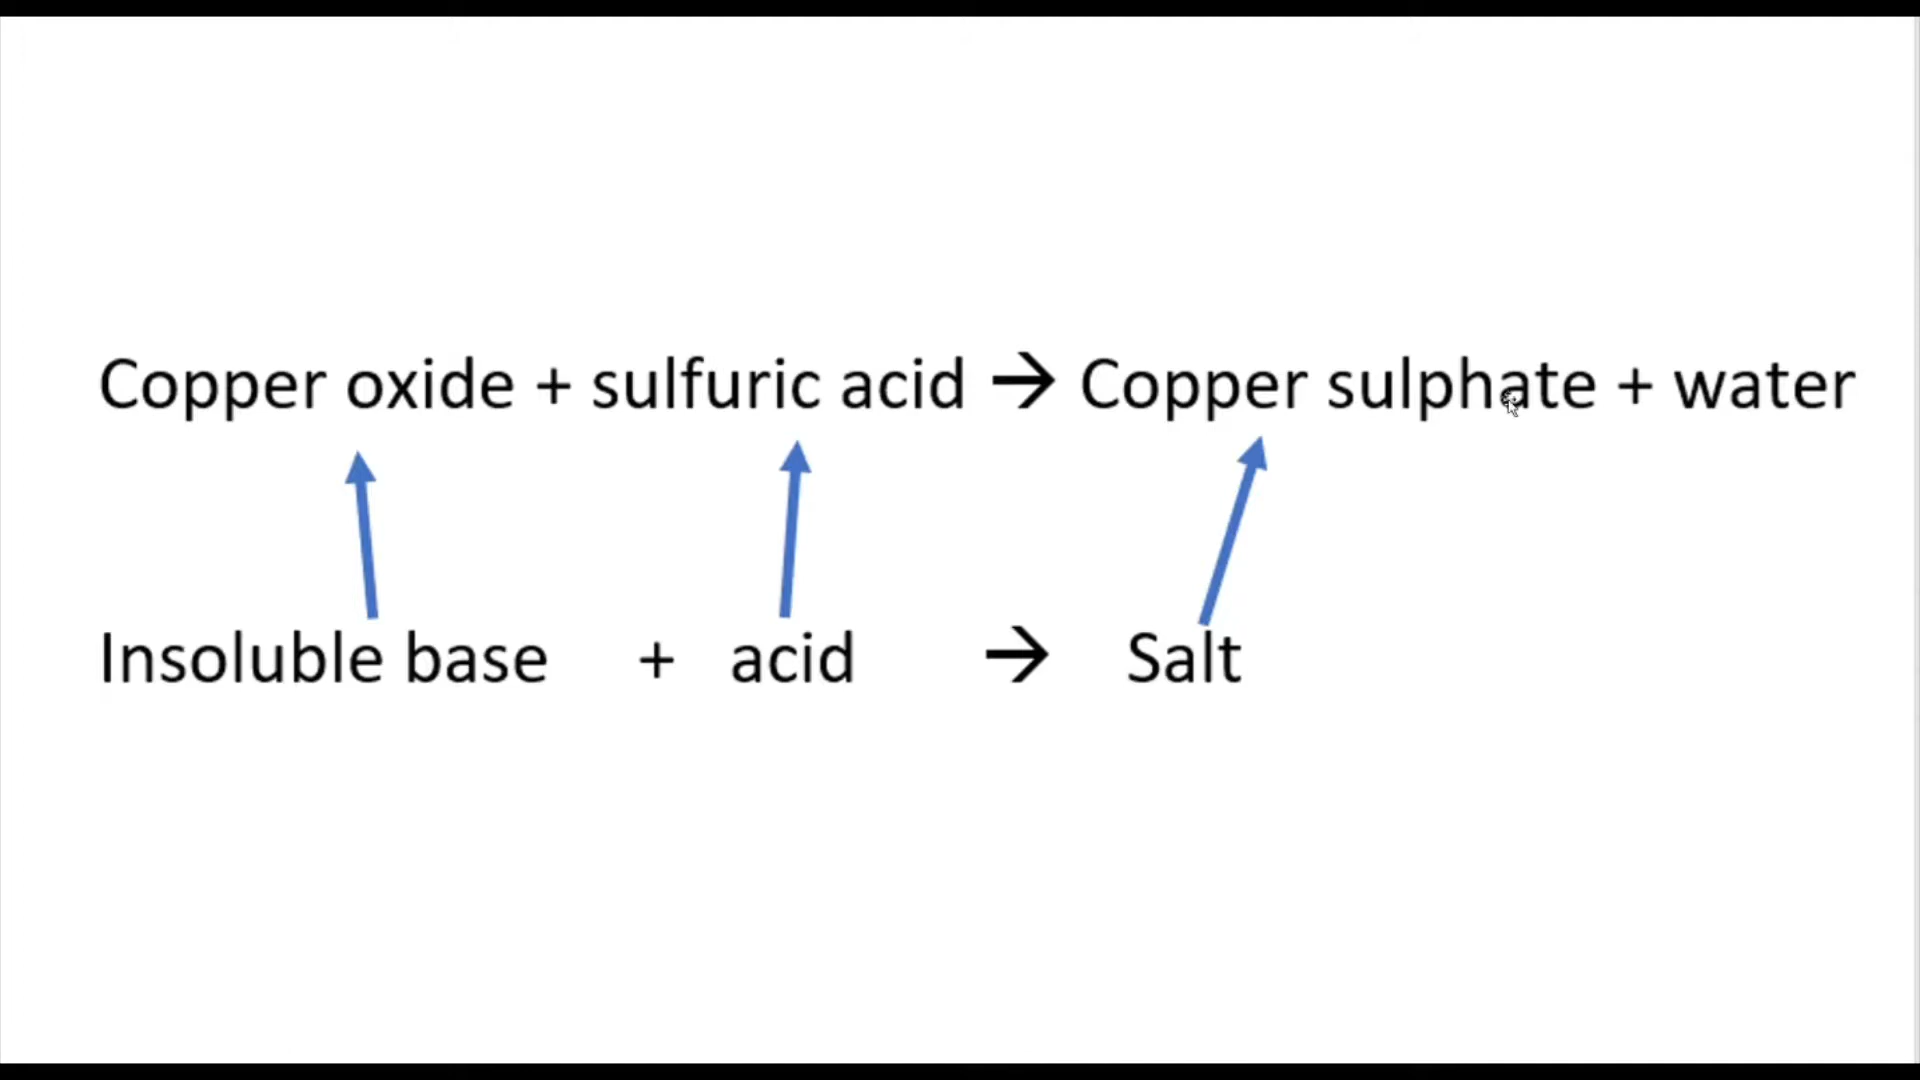 Copper oxide + sulfuric acid → Copper sulphate + water
Insoluble base + acid → Salt